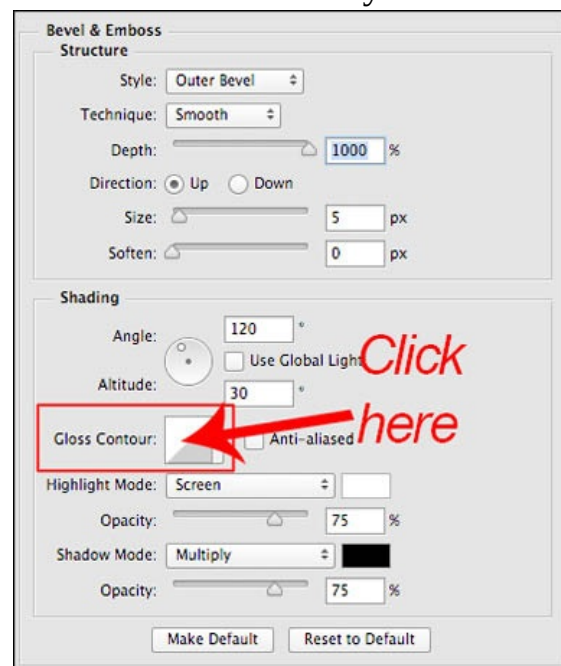 Bevel & Emboss
Structure
Style: Outer Bevel
Technique: Smooth
Depth: 1000 %
Direction: Up Down
Size: 5 px
Soften: 0 px
Shading
Angle: 120 °
Use Global Light
Altitude: 30 °
Click
here
Gloss Contour: Anti-aliased
Highlight Mode: Screen
Opacity: 75 %
Shadow Mode: Multiply
Opacity: 75 %
Make Default Reset to Default